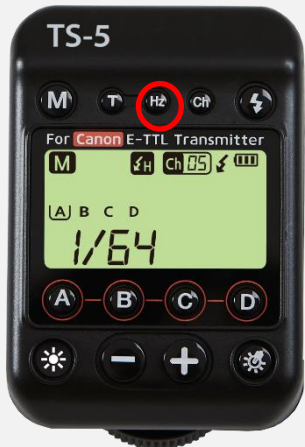 TS-5
M T Hz Ch
For Canon E-TTL Transmitter
M H Ch 05
A B C D
1/64
A B C D